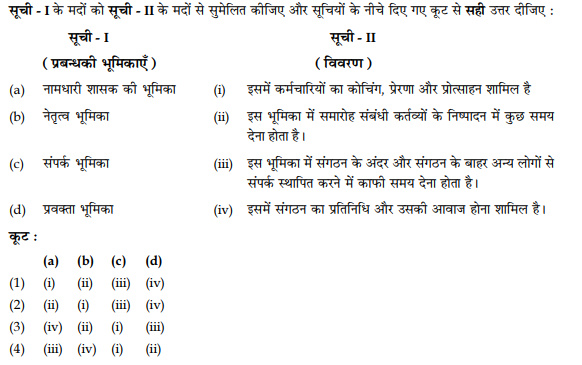 सूची - I के मदों को सूची - II के मदों से सुमेलित कीजिए और सूचियों के नीचे दिए गए कूट से सही उत्तर दीजिए :
सूची - I सूची - II
( प्रबन्धकी भूमिकाएँ ) ( विवरण )
(a) नामधारी शासक की भूमिका (i) इसमें कर्मचारियों का कोचिंग, प्रेरणा और प्रोत्साहन शामिल है
(b) नेतृत्व भूमिका (ii) इस भूमिका में समारोह संबंधी कर्तव्यों के निष्पादन में कुछ समय
देना होता है।
(c) संपर्क भूमिका (iii) इस भूमिका में संगठन के अंदर और संगठन के बाहर अन्य लोगों से
संपर्क स्थापित करने में काफी समय देना होता है।
(d) प्रवक्ता भूमिका (iv) इसमें संगठन का प्रतिनिधि और उसकी आवाज होना शामिल है।
कूट :
(a) (b) (c) (d)
(1) (i) (ii) (iii) (iv)
(2) (ii) (i) (iii) (iv)
(3) (iv) (ii) (i) (iii)
(4) (iii) (iv) (i) (ii)